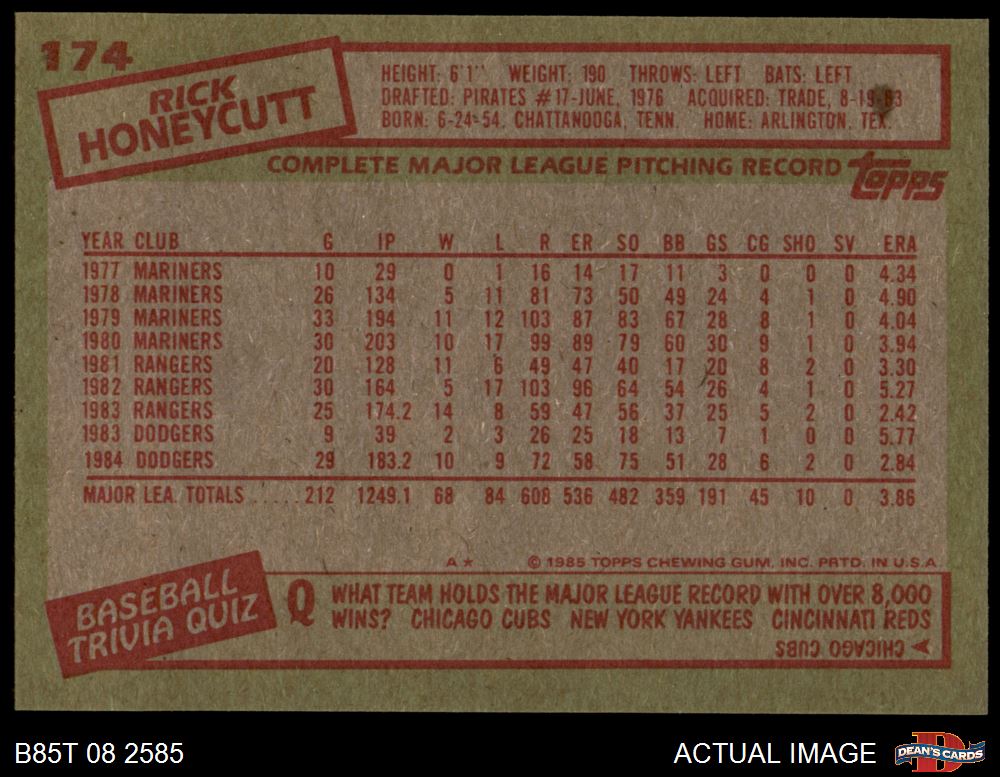 174
RICK
HONEYCUTT
HEIGHT: 6'1" WEIGHT: 190 THROWS: LEFT BATS: LEFT
DRAFTED: PIRATES #17-JUNE, 1976 ACQUIRED: TRADE, 8-19-83
BORN: 6-24-54, CHATTANOOGA, TENN. HOME: ARLINGTON, TEX.
COMPLETE MAJOR LEAGUE PITCHING RECORD topps
YEAR CLUB G IP W L R ER SO BB GS CG SHO SV ERA
1977 MARINERS 10 29 0 1 16 14 17 11 3 0 0 0 4.34
1978 MARINERS 26 134 5 11 81 73 50 49 24 4 1 0 4.90
1979 MARINERS 33 194 11 12 103 87 83 67 28 8 1 0 4.04
1980 MARINERS 30 203 10 17 99 89 79 60 30 9 1 0 3.94
1981 RANGERS 20 128 11 6 49 47 40 17 20 8 2 0 3.30
1982 RANGERS 30 164 5 17 103 96 64 54 26 4 1 0 5.27
1983 RANGERS 25 174.2 14 8 59 47 56 37 25 5 2 0 2.42
1983 DODGERS 9 39 2 3 26 25 18 13 7 1 0 0 5.77
1984 DODGERS 29 183.2 10 9 72 58 75 51 28 6 2 0 2.84
MAJOR LEA. TOTALS ..... 212 1249.1 68 84 608 536 482 359 191 45 10 0 3.86
A* © 1985 TOPPS CHEWING GUM, INC. PRTD. IN U.S.A.
BASEBALL
TRIVIA QUIZ
Q WHAT TEAM HOLDS THE MAJOR LEAGUE RECORD WITH OVER 8,000
WINS? CHICAGO CUBS NEW YORK YANKEES CINCINNATI REDS
A CHICAGO CUBS
B85T 08 2585
ACTUAL IMAGE
D
DEAN'S CARDS